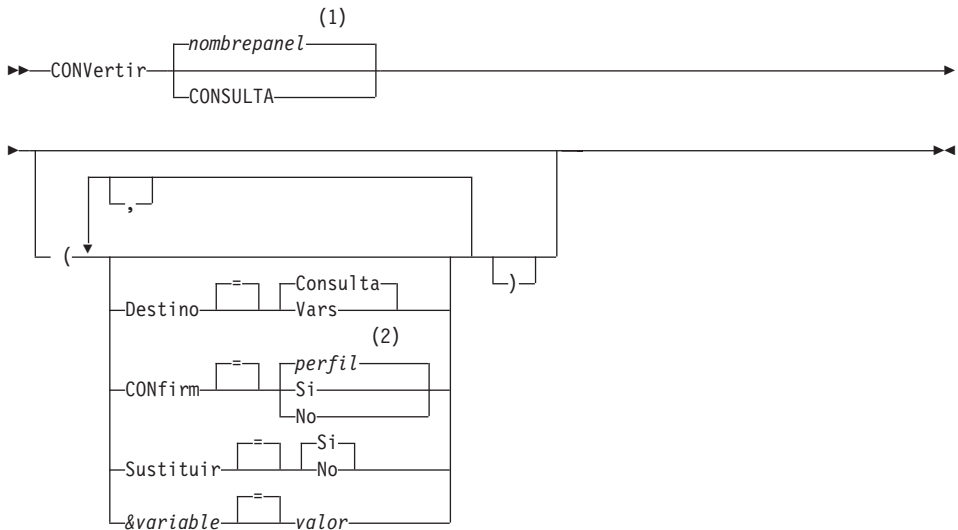 (1)
nombrepanel
CONVertir
CONSULTA
,
(
)
Destino = Consulta
Vars
(2)
CONfirm = perfil
Si
No
Sustituir = Si
No
&variable = valor